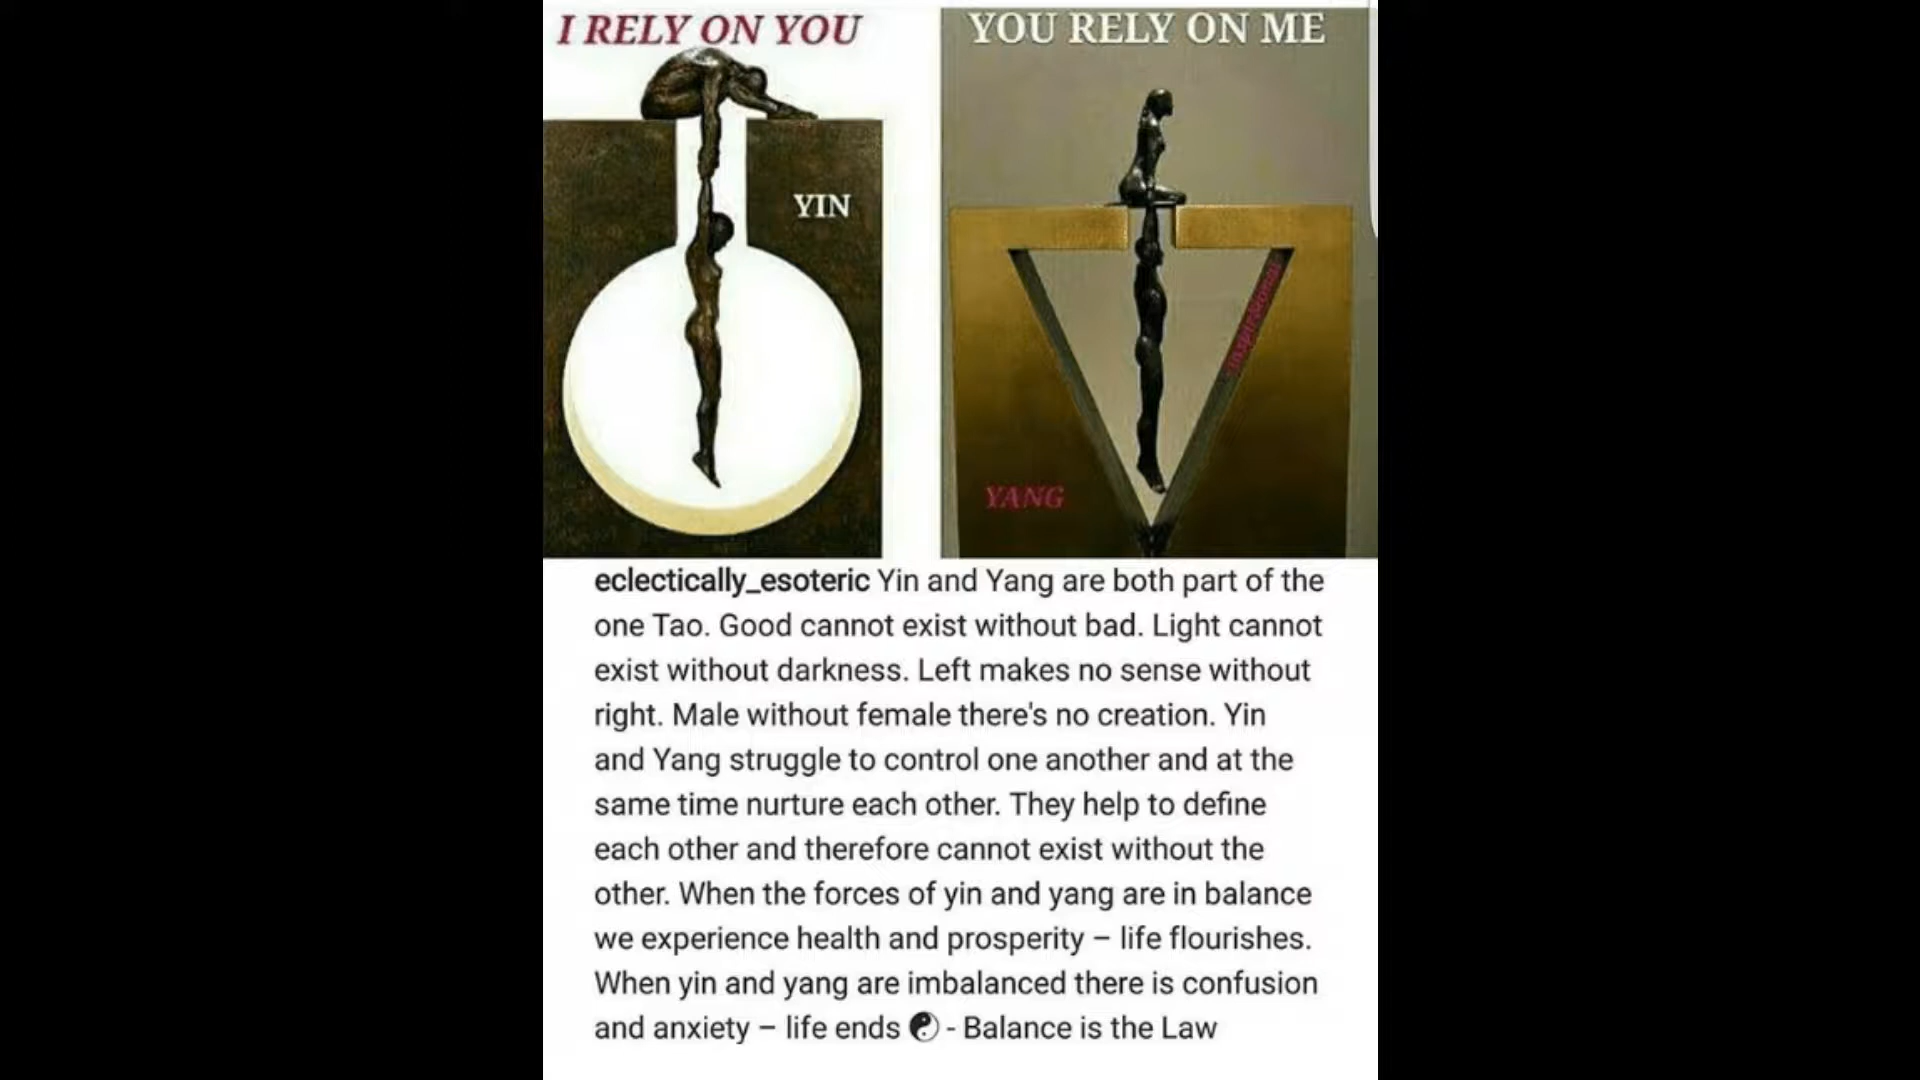 I RELY ON YOU
YOU RELY ON ME
YIN
YANG
eclectically_esoteric Yin and Yang are both part of the
one Tao. Good cannot exist without bad. Light cannot
exist without darkness. Left makes no sense without
right. Male without female there's no creation. Yin
and Yang struggle to control one another and at the
same time nurture each other. They help to define
each other and therefore cannot exist without the
other. When the forces of yin and yang are in balance
we experience health and prosperity – life flourishes.
When yin and yang are imbalanced there is confusion
and anxiety – life ends ☯ - Balance is the Law